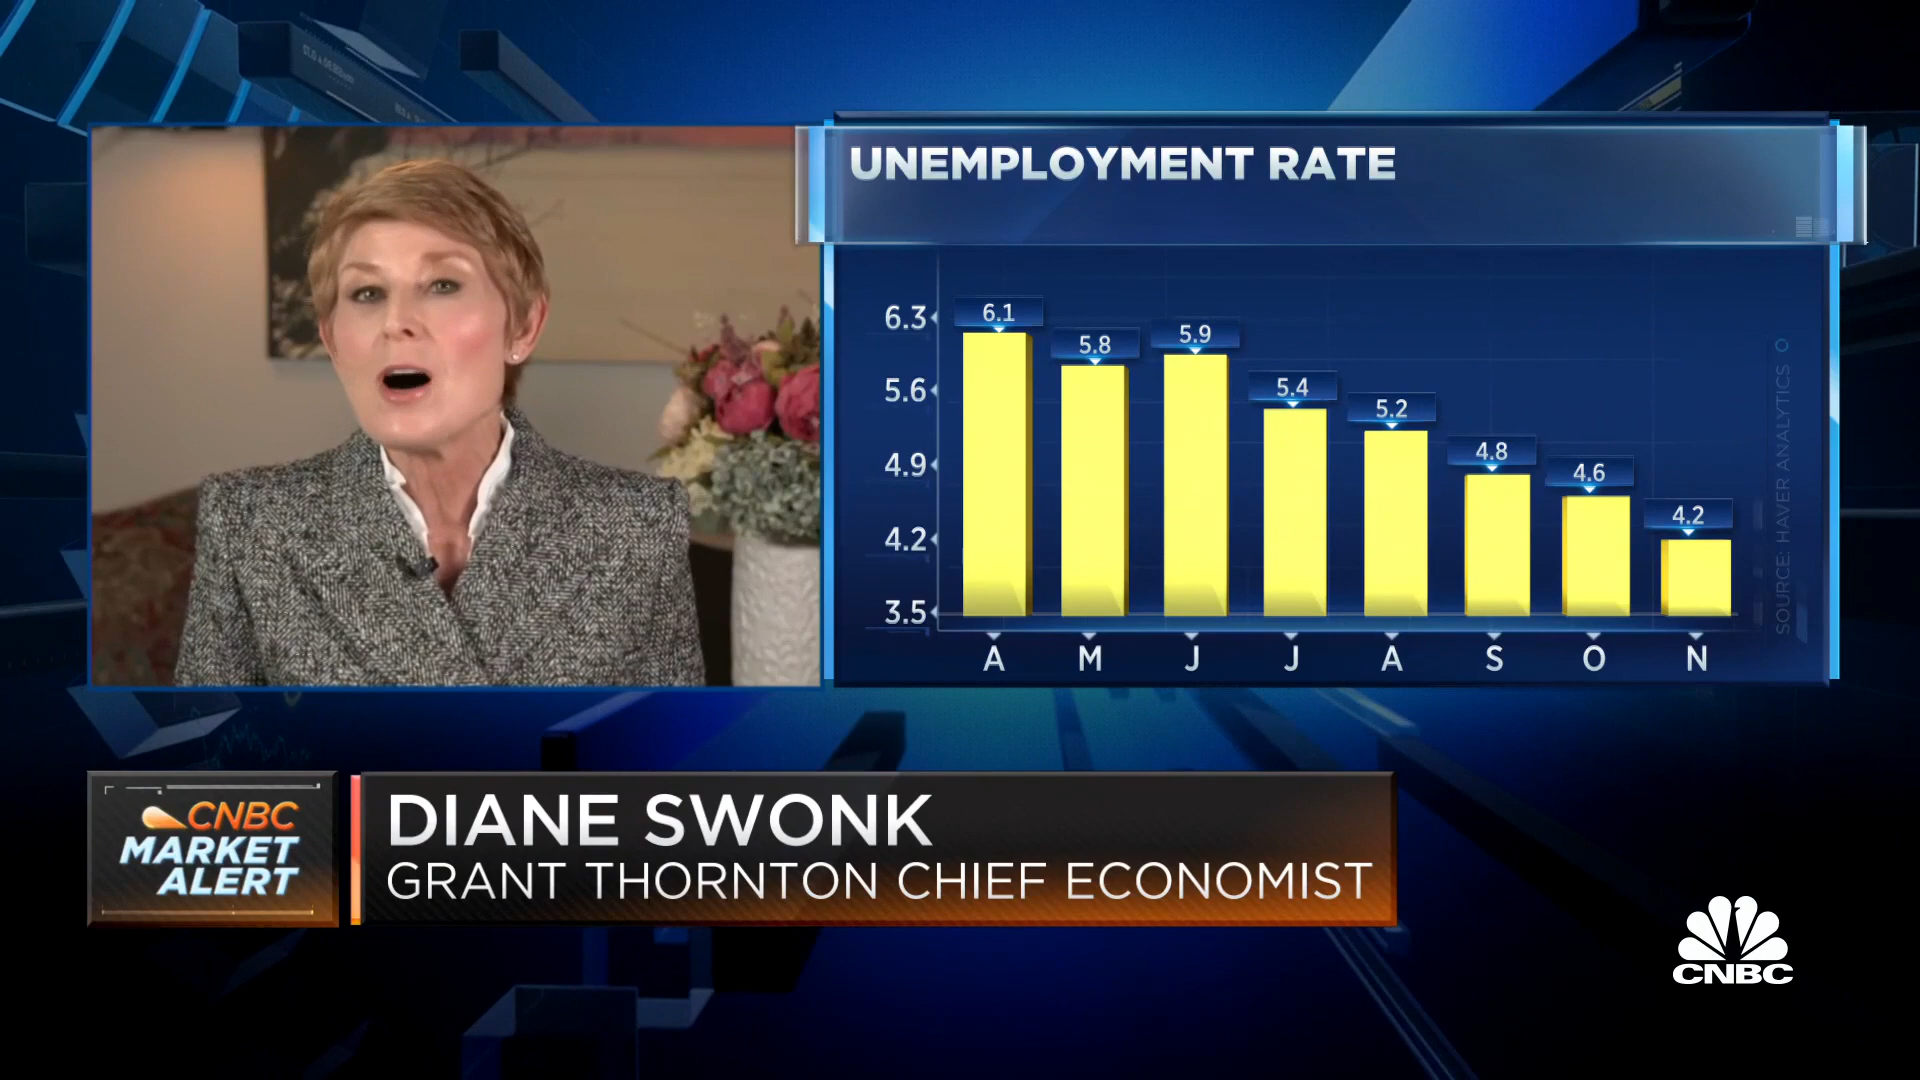 UNEMPLOYMENT RATE
6.3
5.6
4.9
4.2
3.5
6.1
5.8
5.9
5.4
5.2
4.8
4.6
4.2
A M J J A S O N
SOURCE: HAVER ANALYTICS
CNBC
MARKET
ALERT
DIANE SWONK
GRANT THORNTON CHIEF ECONOMIST
CNBC